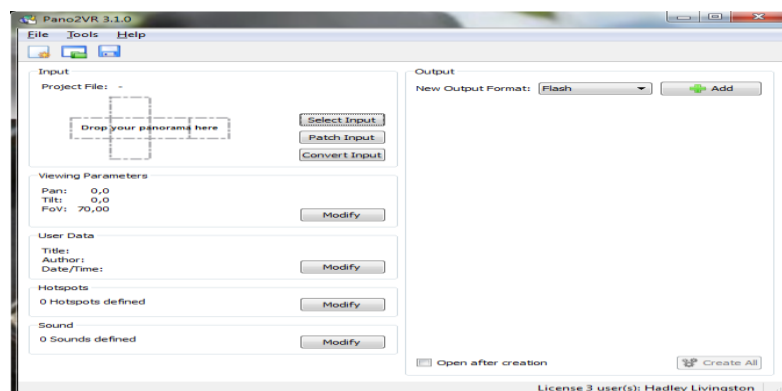 Pano2VR 3.1.0
File Tools Help
Input
Project File: -
Drop your panorama here
Select Input
Patch Input
Convert Input
Viewing Parameters
Pan: 0,0
Tilt: 0,0
FoV: 70,00
Modify
User Data
Title:
Author:
Date/Time:
Modify
Hotspots
0 Hotspots defined
Modify
Sound
0 Sounds defined
Modify
Output
New Output Format: Flash Add
Open after creation Create All
License 3 user(s): Hadley Livingston